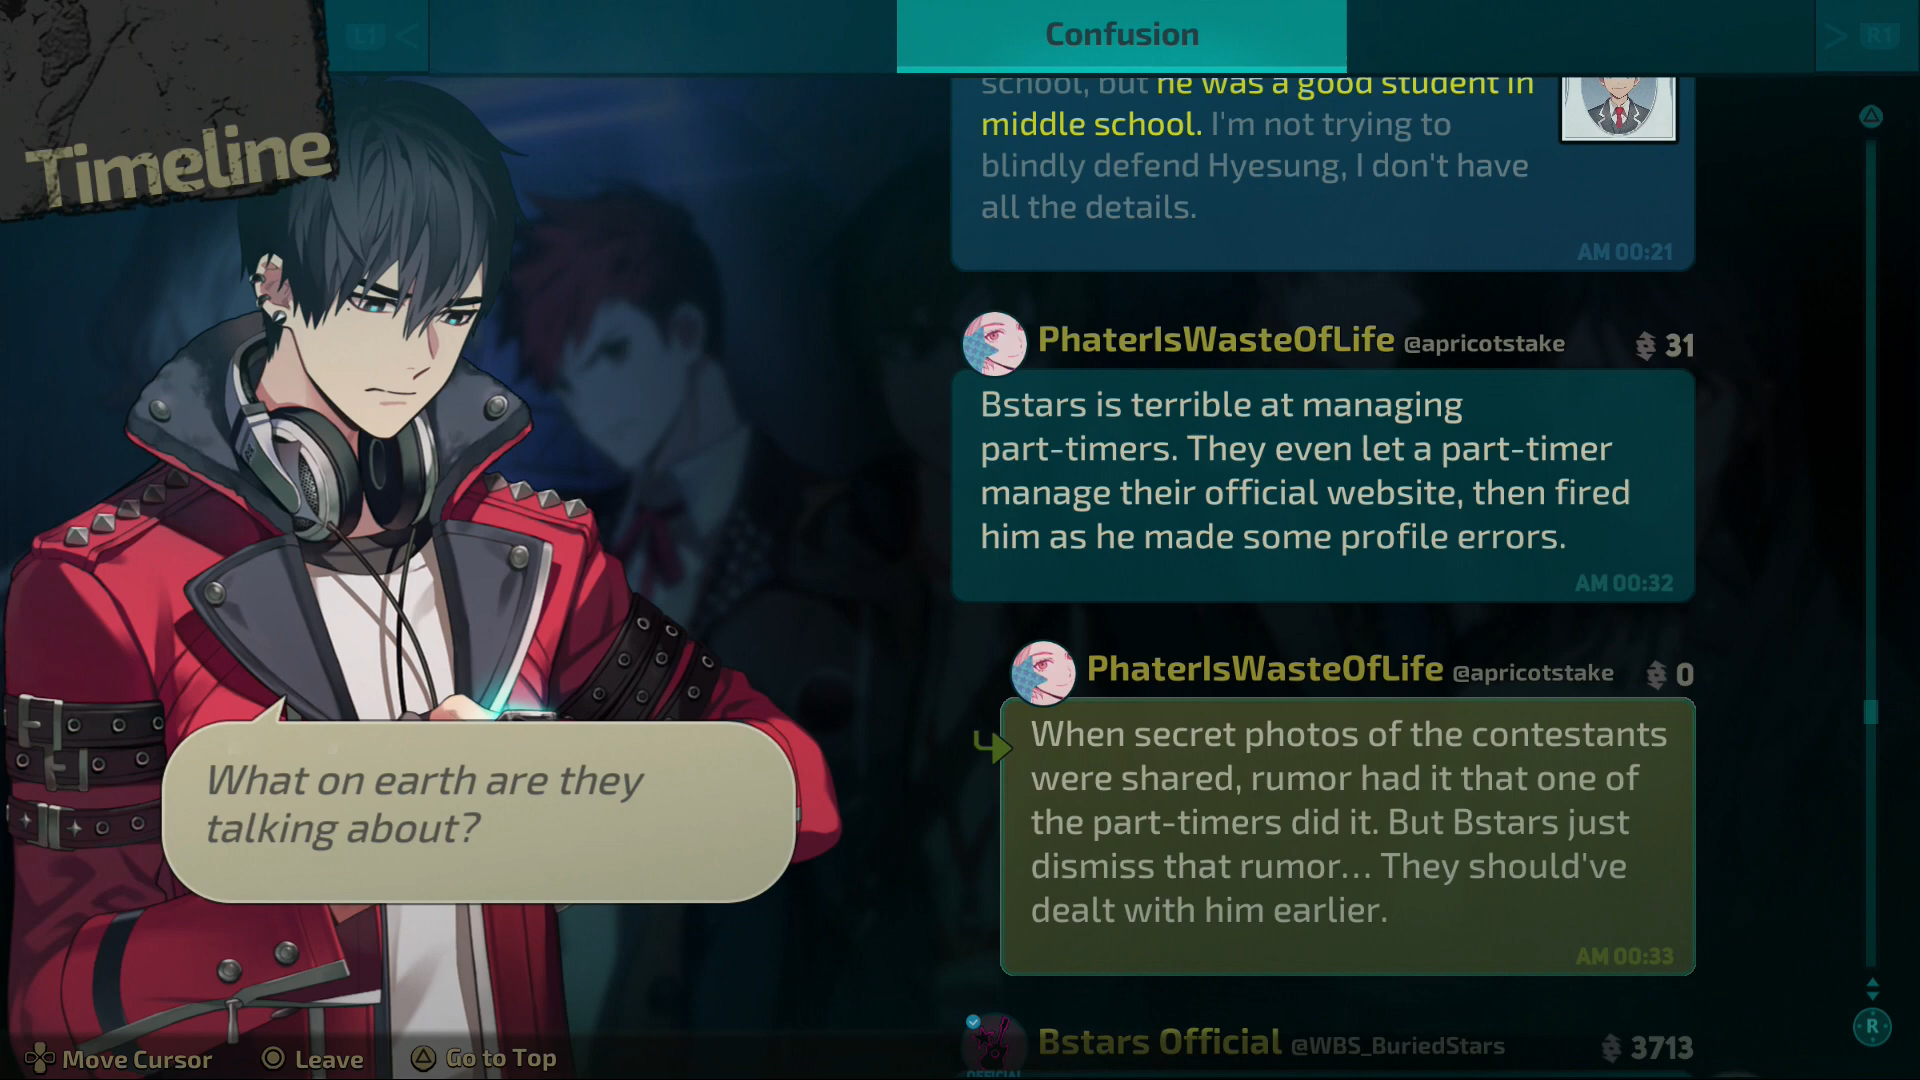 L1
Confusion
R1
Timeline
school, but he was a good student in
middle school. I'm not trying to
blindly defend Hyesung, I don't have
all the details.
AM 00:21
PhaterIsWasteOfLife @apricotstake 31
Bstars is terrible at managing
part-timers. They even let a part-timer
manage their official website, then fired
him as he made some profile errors.
AM 00:32
PhaterIsWasteOfLife @apricotstake 0
When secret photos of the contestants
were shared, rumor had it that one of
the part-timers did it. But Bstars just
dismiss that rumor... They should've
dealt with him earlier.
AM 00:33
Bstars Official @WBS_BuriedStars 3713
OFFICIAL
What on earth are they
talking about?
Move Cursor Leave Go to Top
R